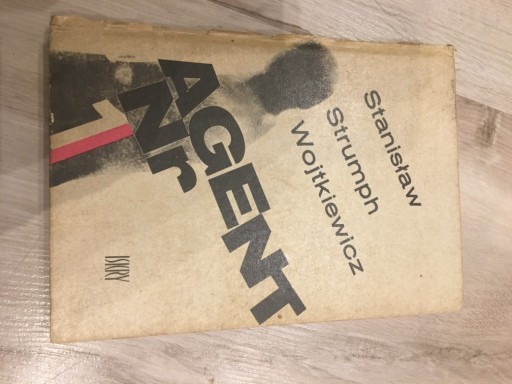 Stanisław
Strumph
Wojtkiewicz
AGENT
Nr
1
ISKRY